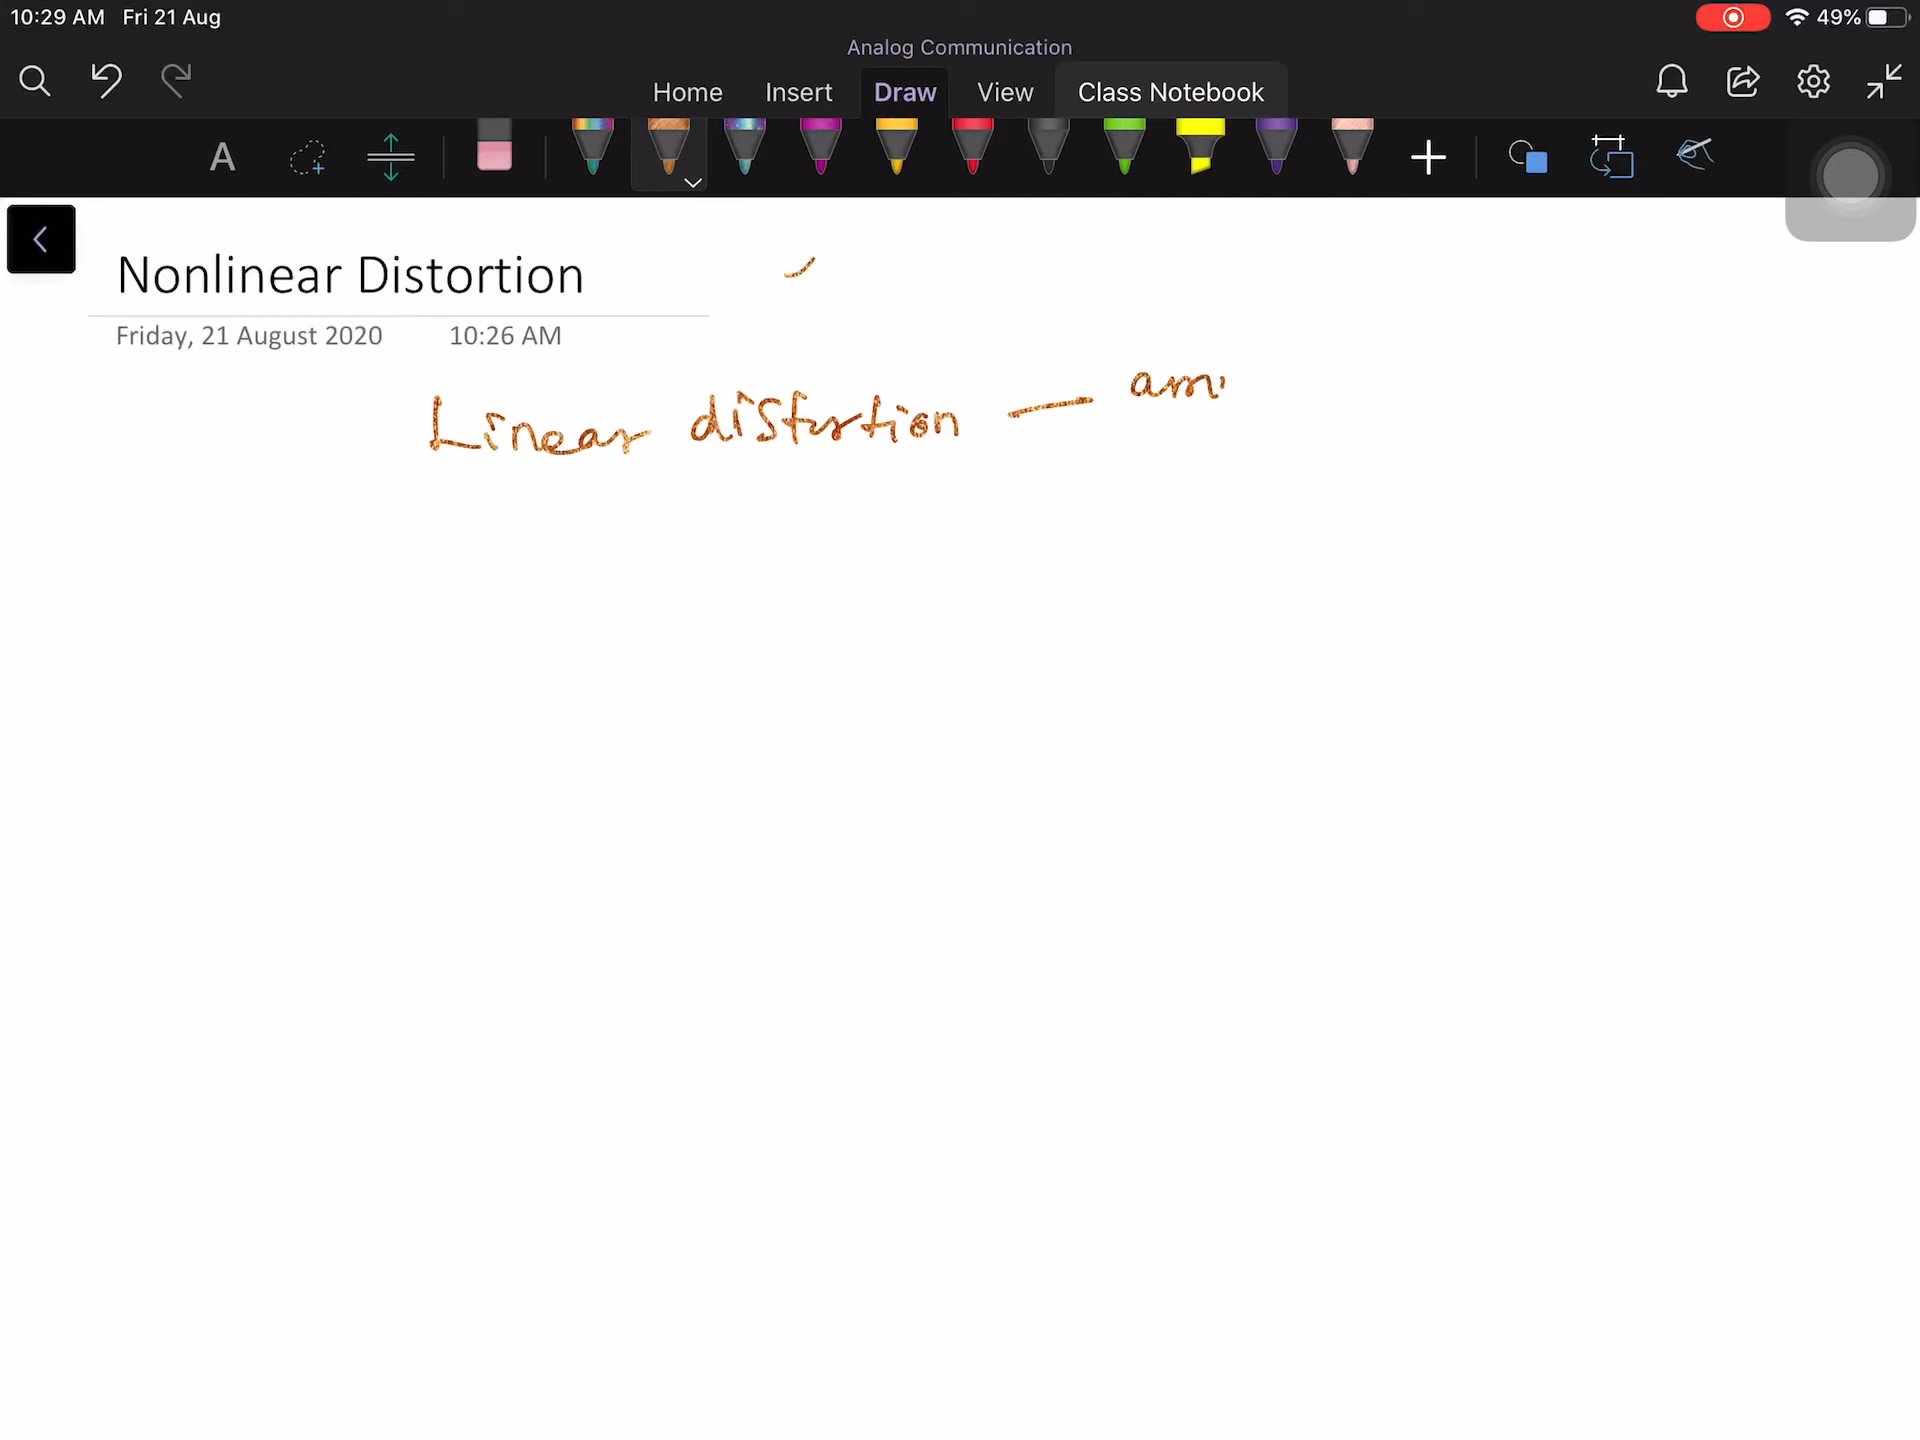 10:29 AM Fri 21 Aug
49%
Analog Communication
Home Insert Draw View Class Notebook
A
Nonlinear Distortion
Friday, 21 August 2020 10:26 AM
Linear distortion — am